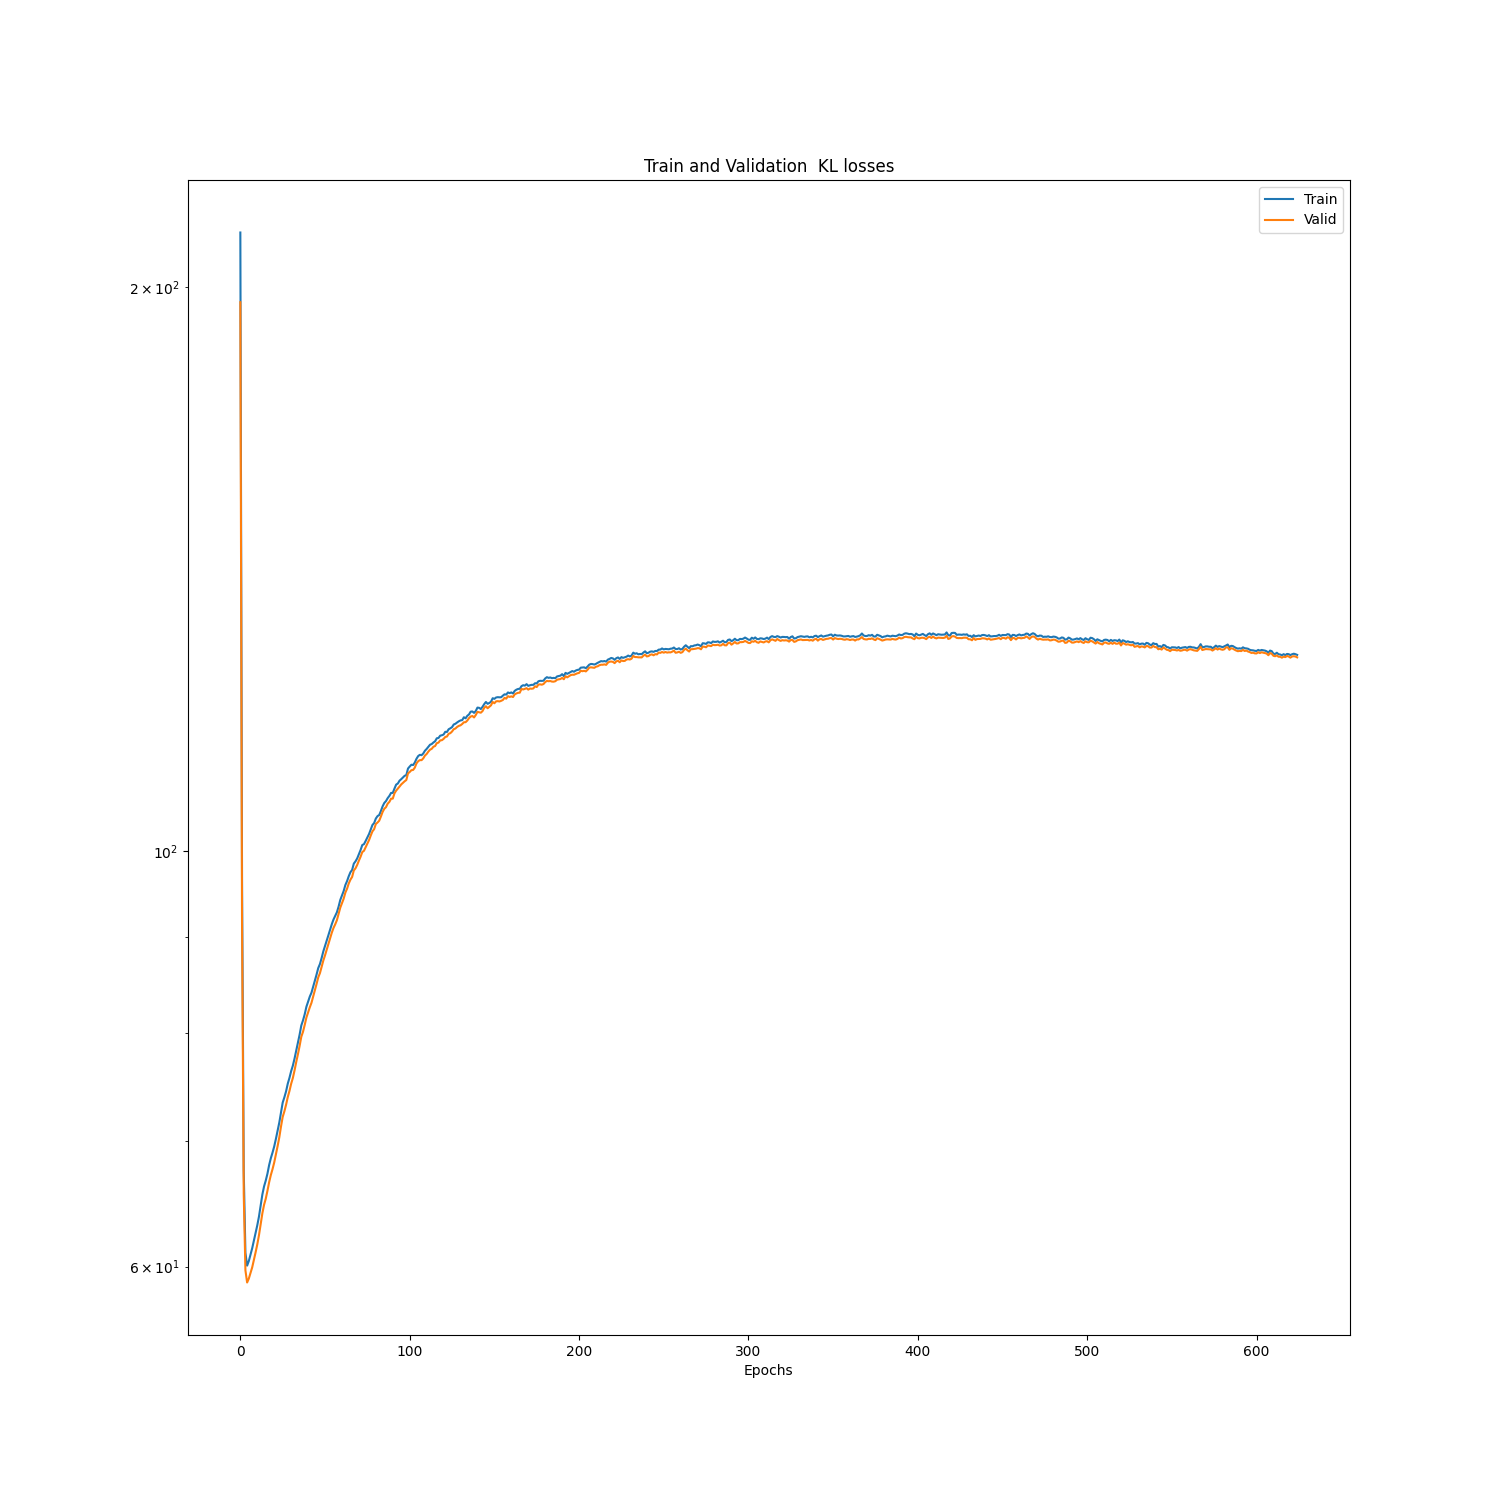 Train and Validation  KL losses
Train
Valid
2 × 10²
10²
6 × 10¹
0 100 200 300 400 500 600
Epochs